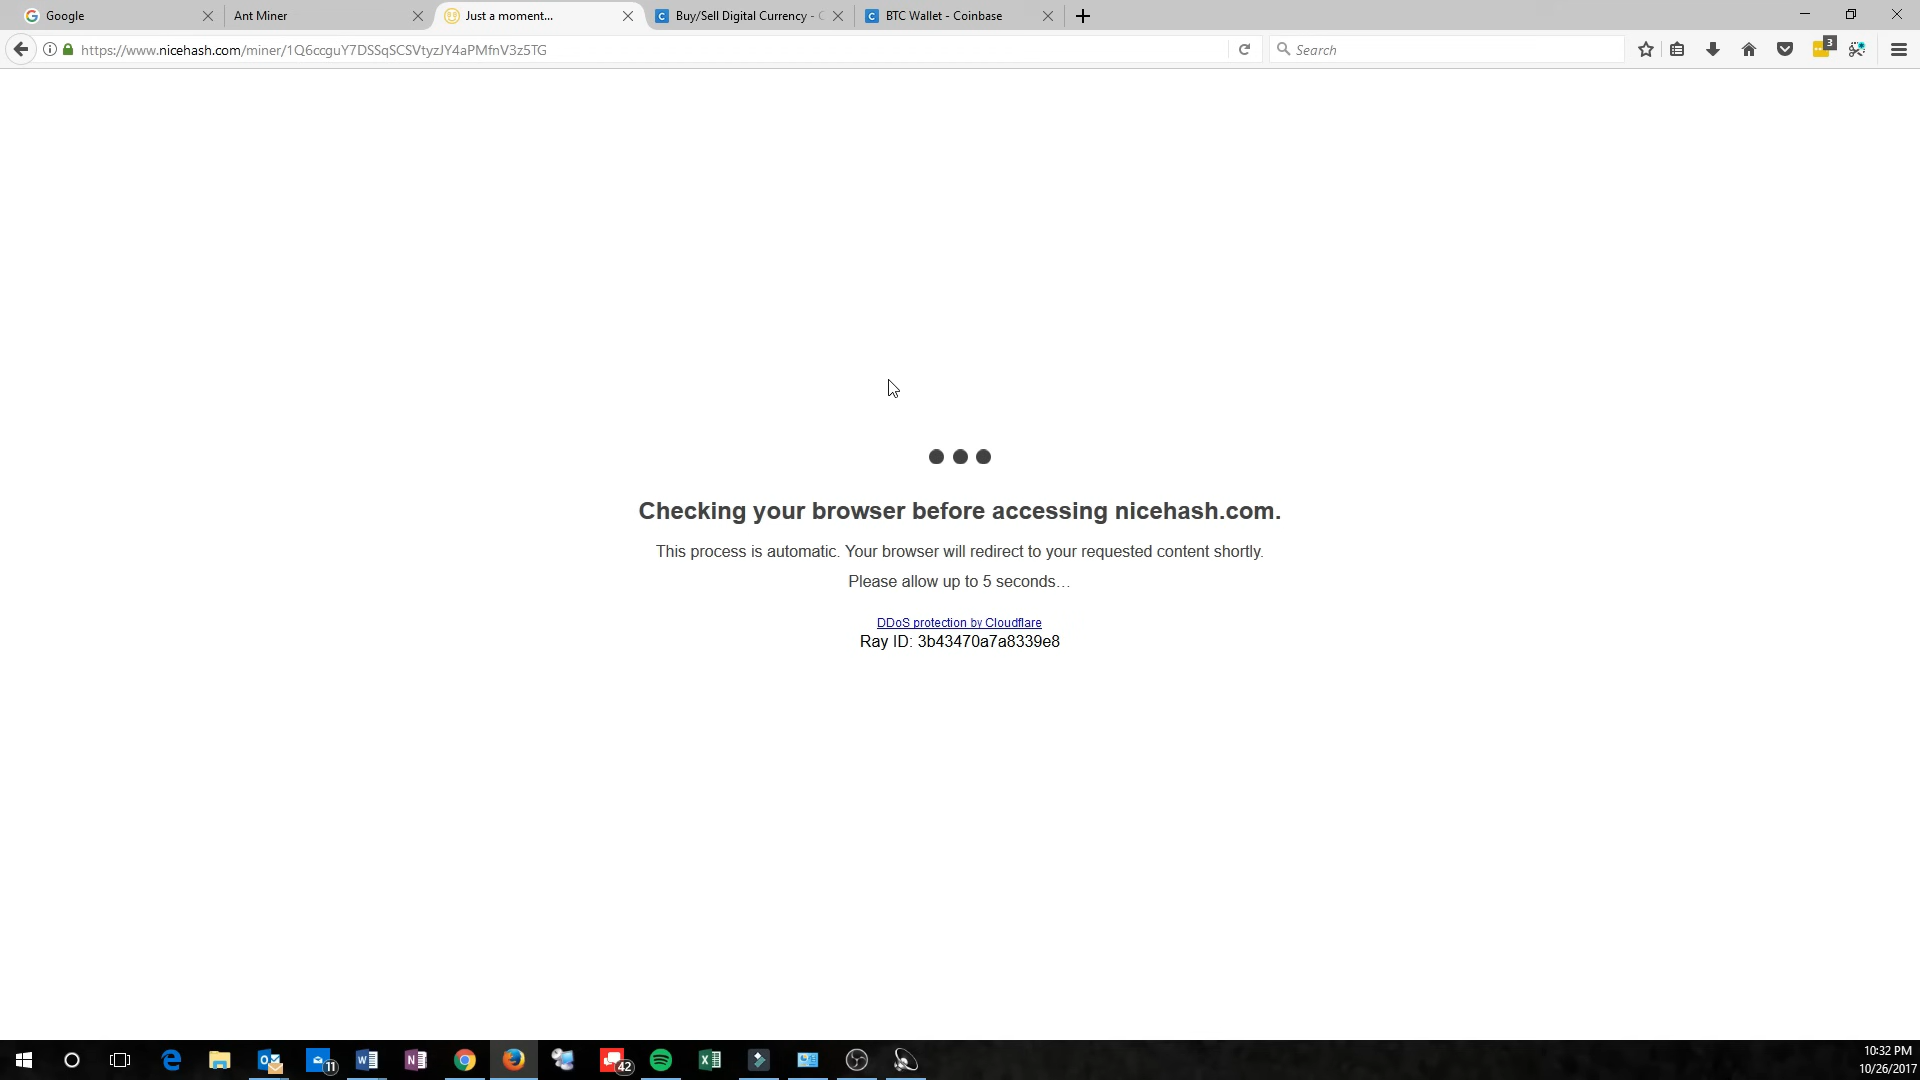 Google
Ant Miner
Just a moment...
Buy/Sell Digital Currency - C
BTC Wallet - Coinbase
https://www.nicehash.com/miner/1Q6ccguY7DSSqSCSVtyzJY4aPMfnV3z5TG
Search
3
Checking your browser before accessing nicehash.com.
This process is automatic. Your browser will redirect to your requested content shortly.
Please allow up to 5 seconds…
DDoS protection by Cloudflare
Ray ID: 3b43470a7a8339e8
11
42
10:32 PM
10/26/2017